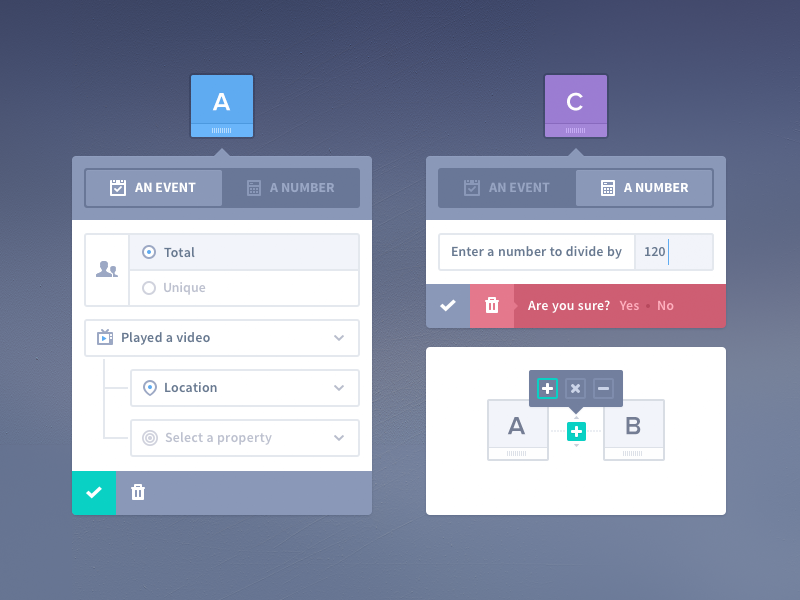 A
AN EVENT
A NUMBER
Total
Unique
Played a video
Location
Select a property
C
AN EVENT
A NUMBER
Enter a number to divide by
120
Are you sure? Yes • No
A
B